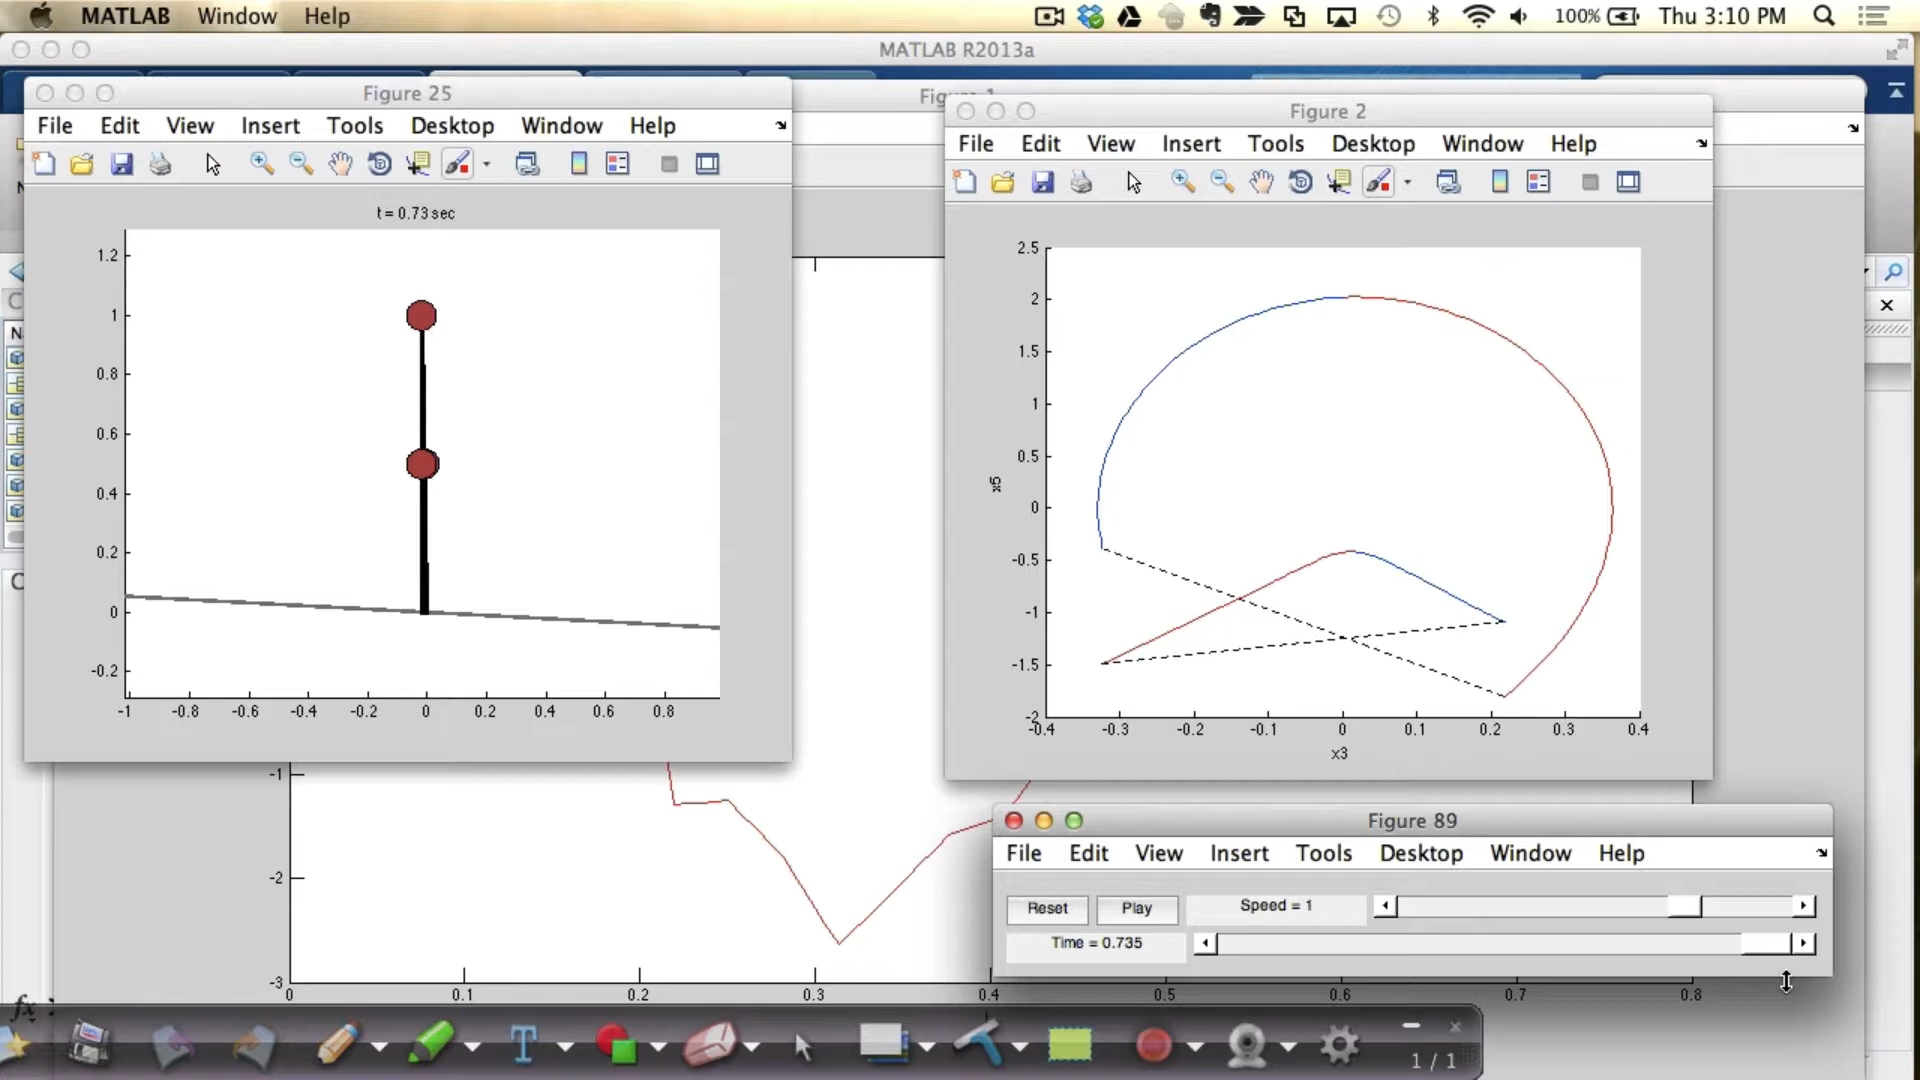 MATLAB Window Help
100% Thu 3:10 PM
MATLAB R2013a
Figure 25
File Edit View Insert Tools Desktop Window Help
t = 0.73 sec
1.2
1
0.8
0.6
0.4
0.2
0
-0.2
-1 -0.8 -0.6 -0.4 -0.2 0 0.2 0.4 0.6 0.8
Figure 2
File Edit View Insert Tools Desktop Window Help
2.5
2
1.5
1
0.5
0
-0.5
-1
-1.5
-2
x5
-0.4 -0.3 -0.2 -0.1 0 0.1 0.2 0.3 0.4
x3
-1
-2
-3
0 0.1 0.2 0.3 0.4 0.5 0.6 0.7 0.8
Figure 89
File Edit View Insert Tools Desktop Window Help
Reset Play Speed = 1
Time = 0.735
fx
T
1 / 1